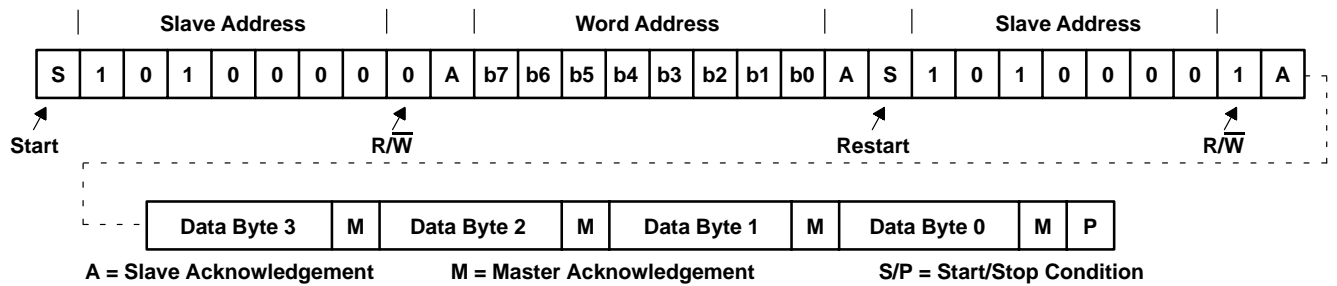 Slave Address Word Address Slave Address
S 1 0 1 0 0 0 0 0 A b7 b6 b5 b4 b3 b2 b1 b0 A S 1 0 1 0 0 0 0 1 A
Start R/W̅ Restart R/W̅
Data Byte 3 M Data Byte 2 M Data Byte 1 M Data Byte 0 M P
A = Slave Acknowledgement M = Master Acknowledgement S/P = Start/Stop Condition